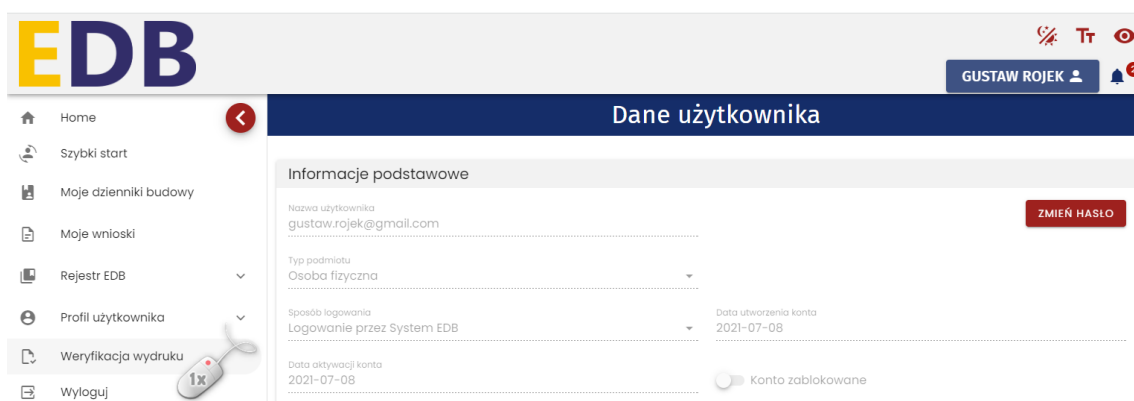 EDB
GUSTAW ROJEK
Home
Szybki start
Moje dzienniki budowy
Moje wnioski
Rejestr EDB
Profil użytkownika
Weryfikacja wydruku
1x
Wyloguj
Dane użytkownika
Informacje podstawowe
Nazwa użytkownika
gustaw.rojek@gmail.com
ZMIEŃ HASŁO
Typ podmiotu
Osoba fizyczna
Sposób logowania
Logowanie przez System EDB
Data utworzenia konta
2021-07-08
Data aktywacji konta
2021-07-08
Konto zablokowane